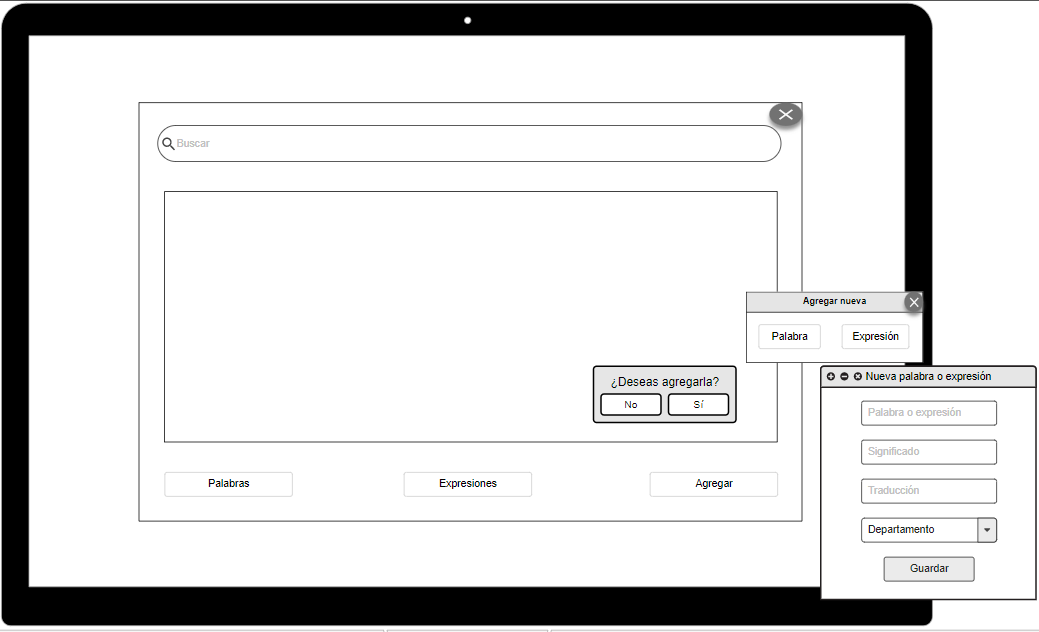 Buscar
Agregar nueva
Palabra
Expresión
¿Deseas agregarla?
No
Sí
Nueva palabra o expresión
Palabra o expresión
Significado
Traducción
Departamento
Guardar
Palabras
Expresiones
Agregar